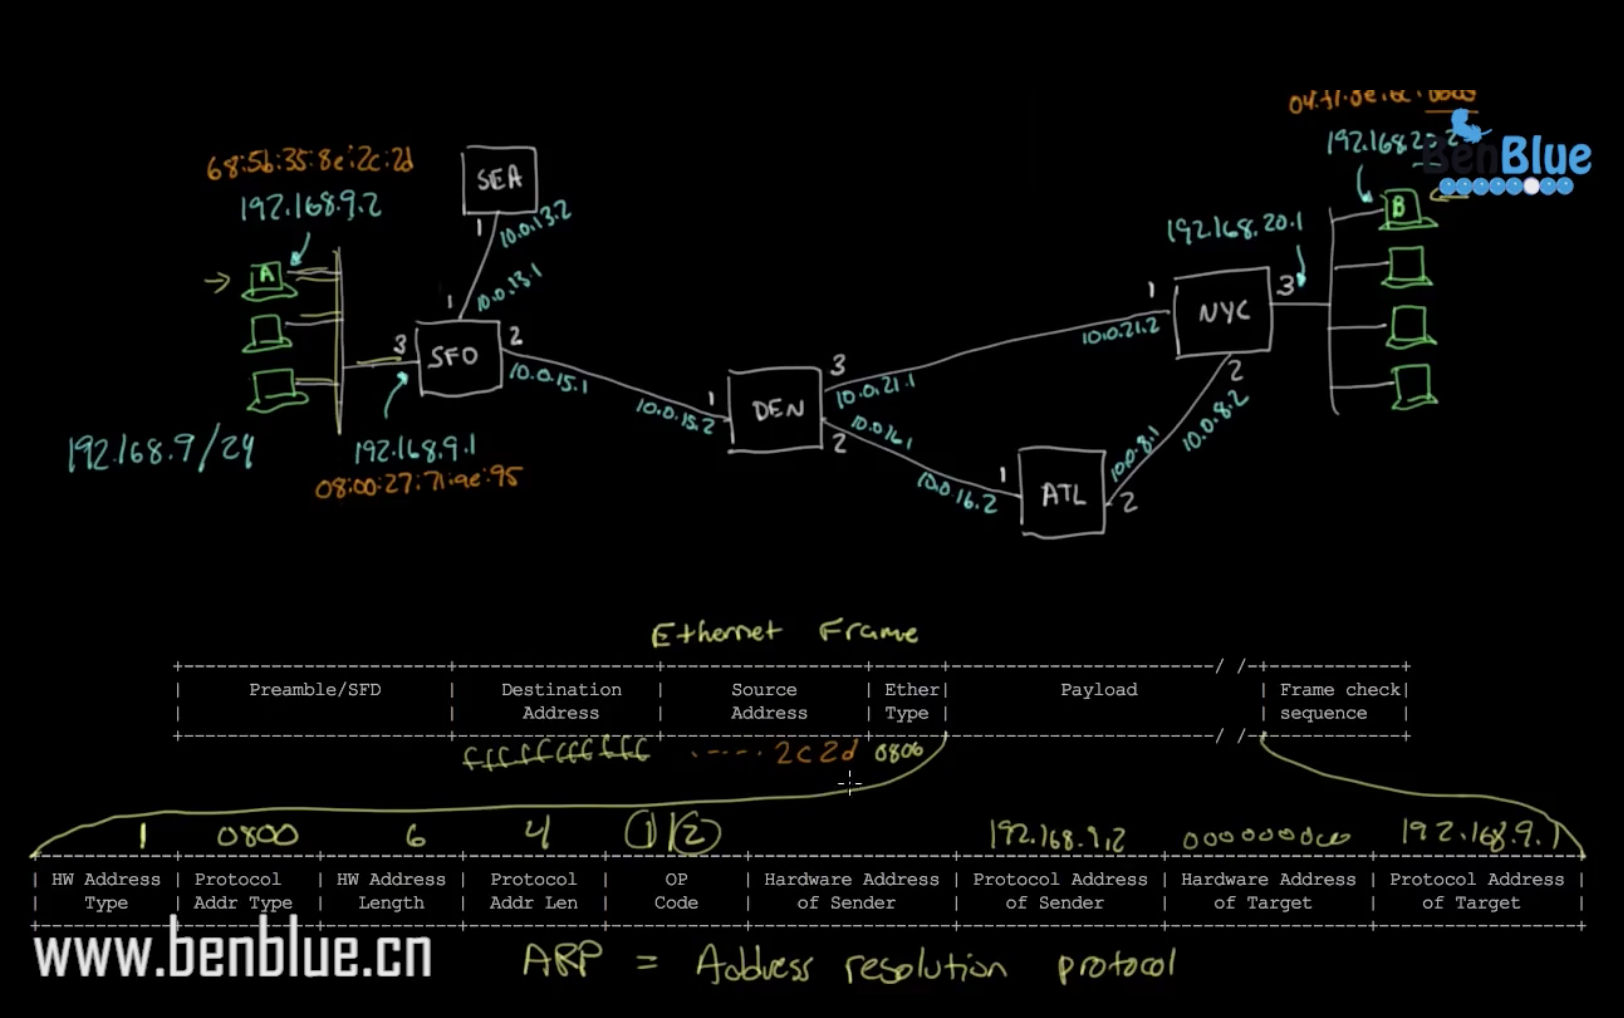 68:5b:35:8e:2c:2d
192.168.9.2
A
192.168.9/24
192.168.9.1
08:00:27:71:ae:95
SEA
1
10.0.13.2
10.0.13.1
1
3
SFO
2
10.0.15.1
10.0.15.2
1
DEN
3
10.0.21.1
2
10.0.16.1
10.0.16.2
1
ATL
2
10.0.8.1
10.0.8.2
10.0.21.2
1
NYC
2
3
192.168.20.1
192.168.2
BenBlue
B
Ethernet Frame
Preamble/SFD | Destination Address | Source Address | Ether Type | Payload | Frame check sequence
ffffffffffff ..---. 2c2d 0806
1 0800 6 4 1|2 192.168.9.2 000000000000 192.168.9.1
HW Address Type | Protocol Addr Type | HW Address Length | Protocol Addr Len | OP Code | Hardware Address of Sender | Protocol Address of Sender | Hardware Address of Target | Protocol Address of Target
www.benblue.cn
ARP = Address resolution protocol